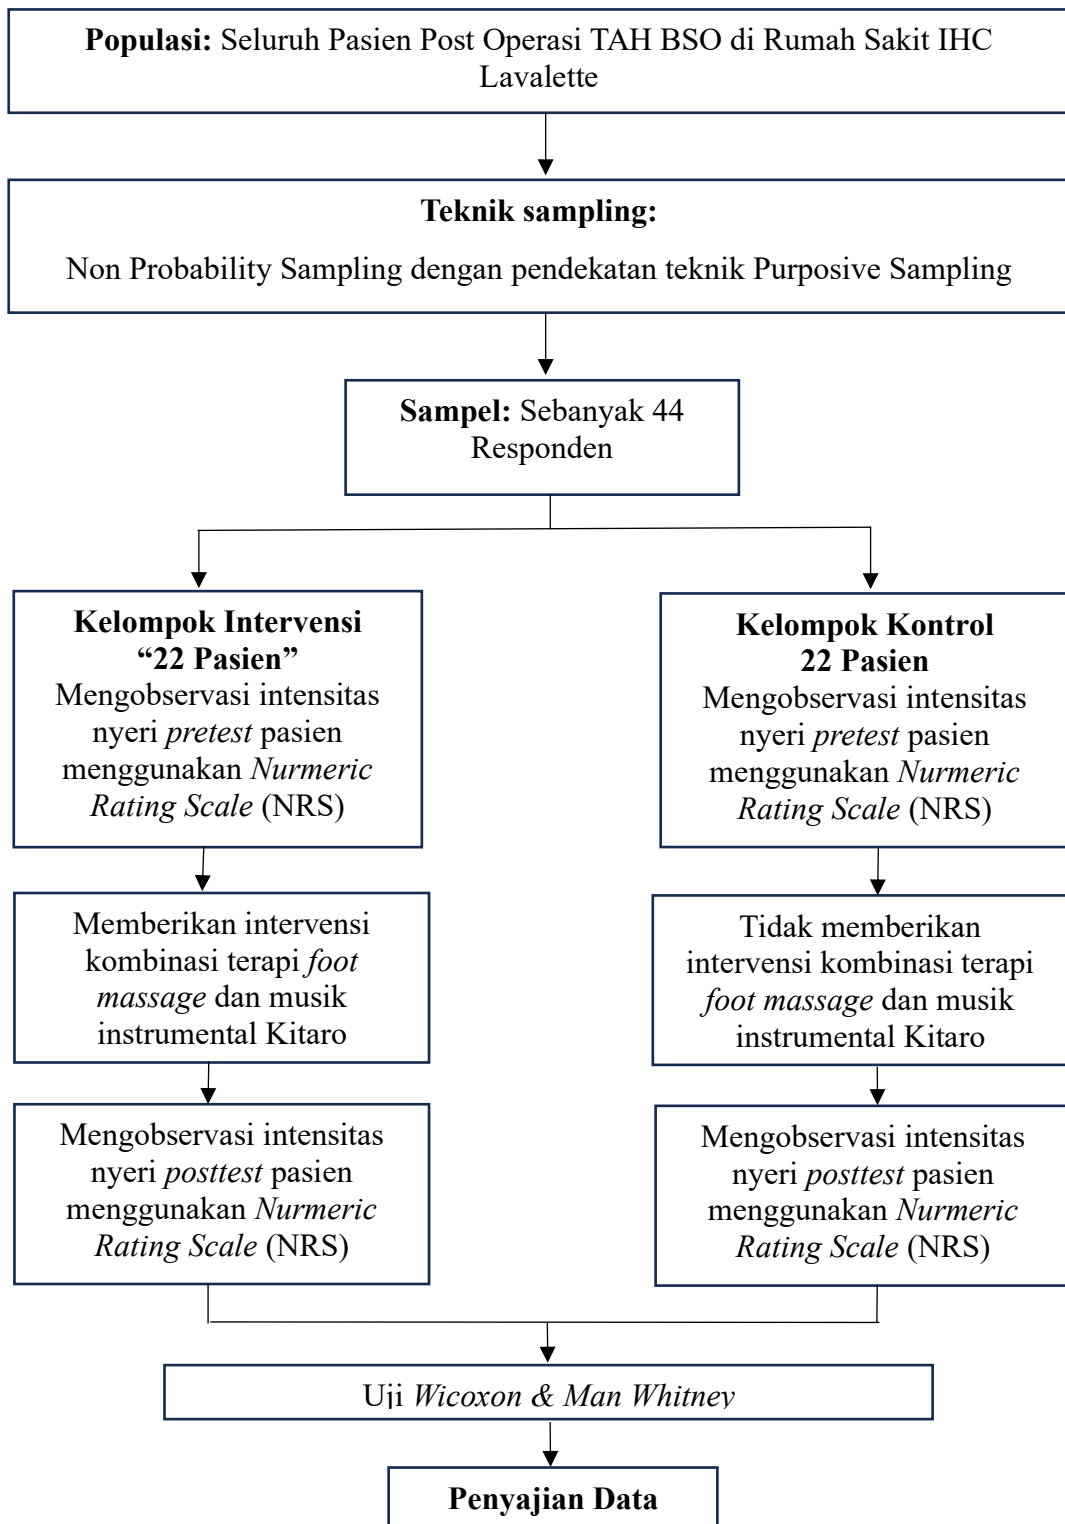 Populasi: Seluruh Pasien Post Operasi TAH BSO di Rumah Sakit IHC
Lavalette
Teknik sampling:
Non Probability Sampling dengan pendekatan teknik Purposive Sampling
Sampel: Sebanyak 44
Responden
Kelompok Intervensi
“22 Pasien”
Mengobservasi intensitas
nyeri pretest pasien
menggunakan Nurmeric
Rating Scale (NRS)
Kelompok Kontrol
22 Pasien
Mengobservasi intensitas
nyeri pretest pasien
menggunakan Nurmeric
Rating Scale (NRS)
Memberikan intervensi
kombinasi terapi foot
massage dan musik
instrumental Kitaro
Tidak memberikan
intervensi kombinasi terapi
foot massage dan musik
instrumental Kitaro
Mengobservasi intensitas
nyeri posttest pasien
menggunakan Nurmeric
Rating Scale (NRS)
Mengobservasi intensitas
nyeri posttest pasien
menggunakan Nurmeric
Rating Scale (NRS)
Uji Wicoxon & Man Whitney
Penyajian Data